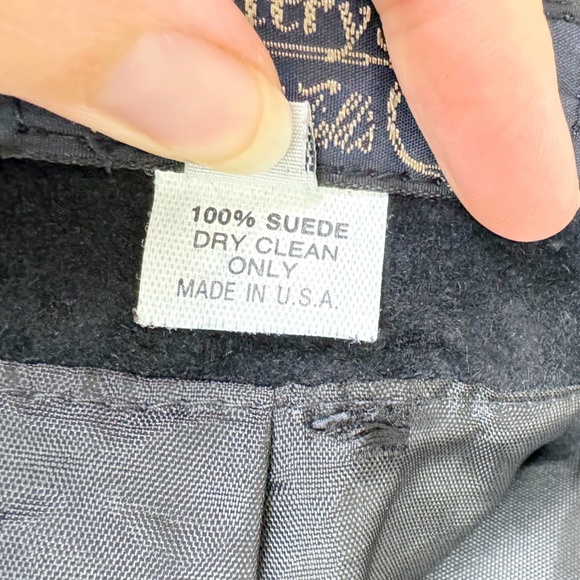 100% SUEDE
DRY CLEAN
ONLY
MADE IN U.S.A.